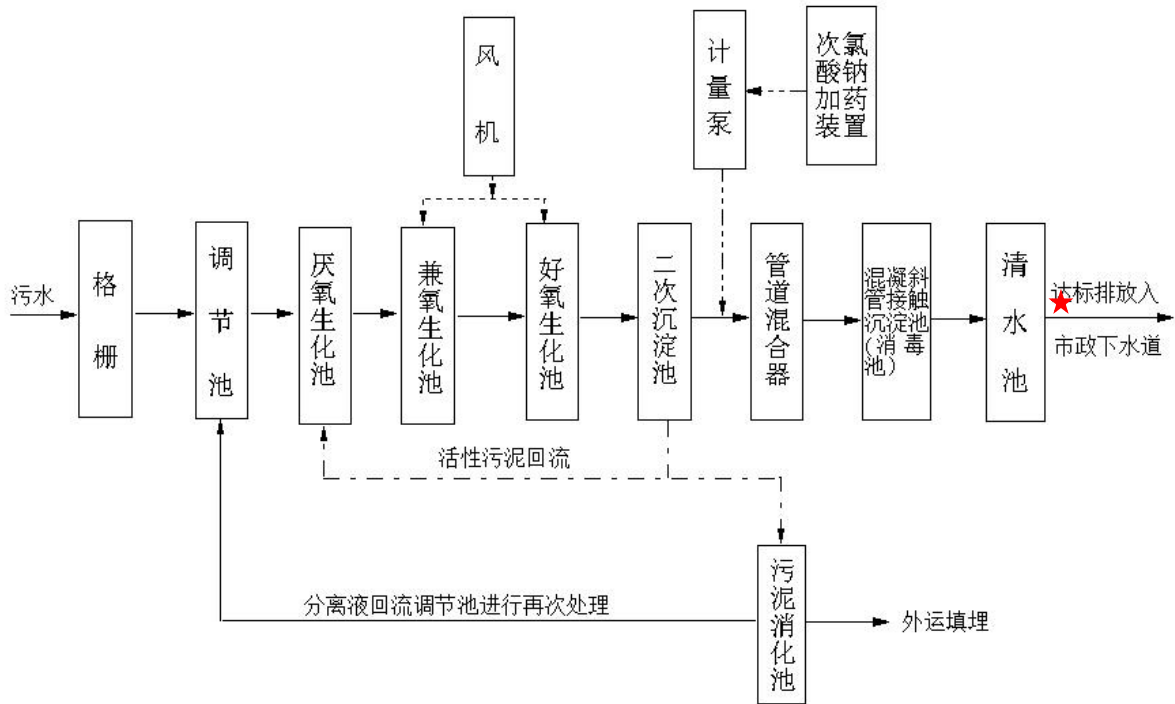 风机
计量泵
次氯
酸钠
加药
装置
污水
格栅
调节池
厌氧生化池
兼氧生化池
好氧生化池
二次沉淀池
管道混合器
混凝斜
管接触
沉淀池
(消毒
池)
清水池
达标排放入
市政下水道
活性污泥回流
污泥消化池
分离液回流调节池进行再次处理
外运填埋